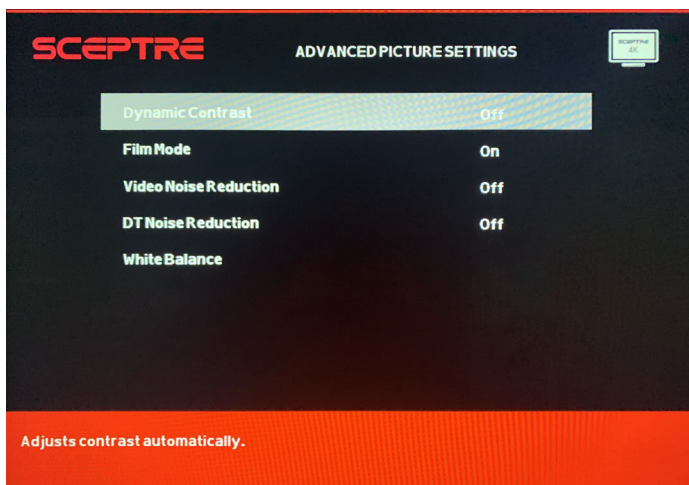 SCEPTRE
ADVANCED PICTURE SETTINGS
SCEPTRE
4K
Dynamic Contrast Off
Film Mode On
Video Noise Reduction Off
DT Noise Reduction Off
White Balance
Adjusts contrast automatically.